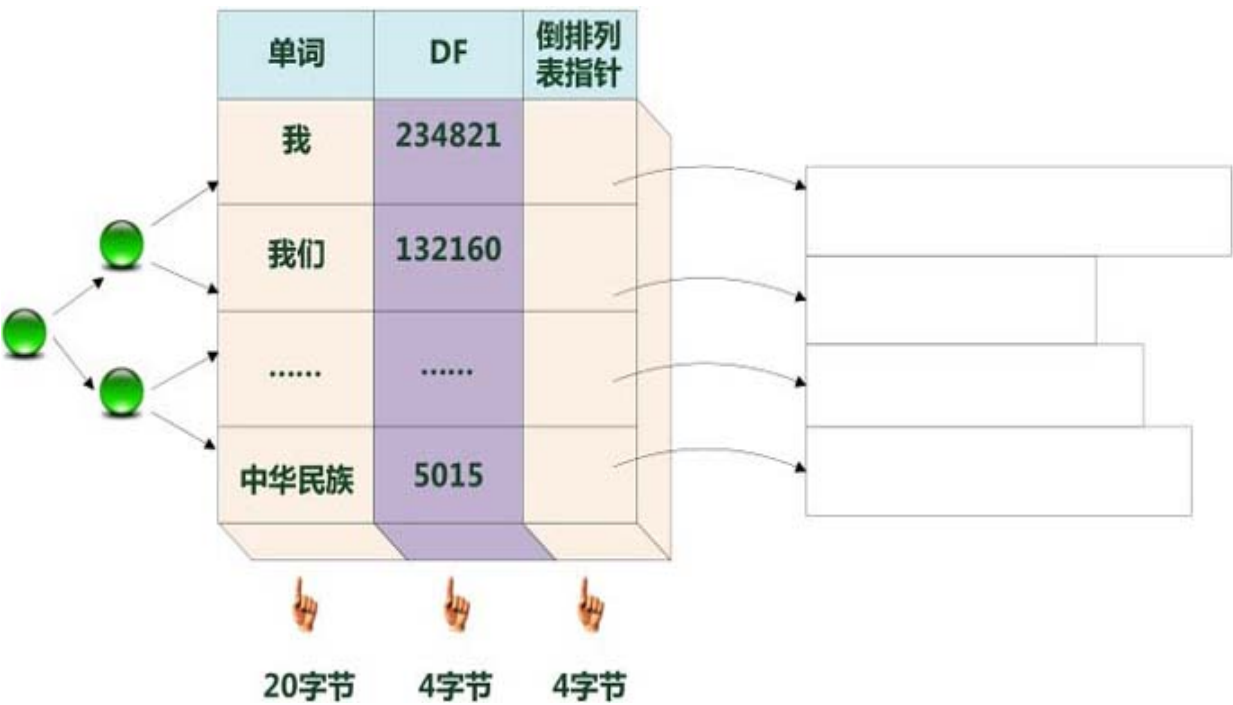 单词 DF 倒排列
表指针
我 234821
我们 132160
...... ......
中华民族 5015
20字节 4字节 4字节